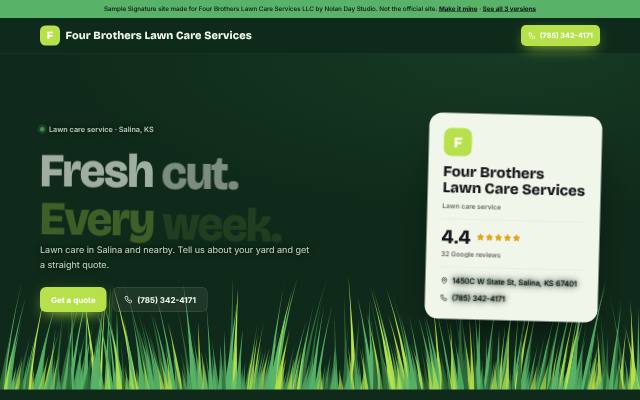 Sample Signature site made for Four Brothers Lawn Care Services LLC by Nolan Day Studio. Not the official site. Make it mine · See all 3 versions
F Four Brothers Lawn Care Services
(785) 342-4171
Lawn care service · Salina, KS
Fresh cut.
Every week.
Lawn care in Salina and nearby. Tell us about your yard and get
a straight quote.
Get a quote
(785) 342-4171
F
Four Brothers
Lawn Care Services
Lawn care service
4.4 ★★★★★
32 Google reviews
1450C W State St, Salina, KS 67401
(785) 342-4171